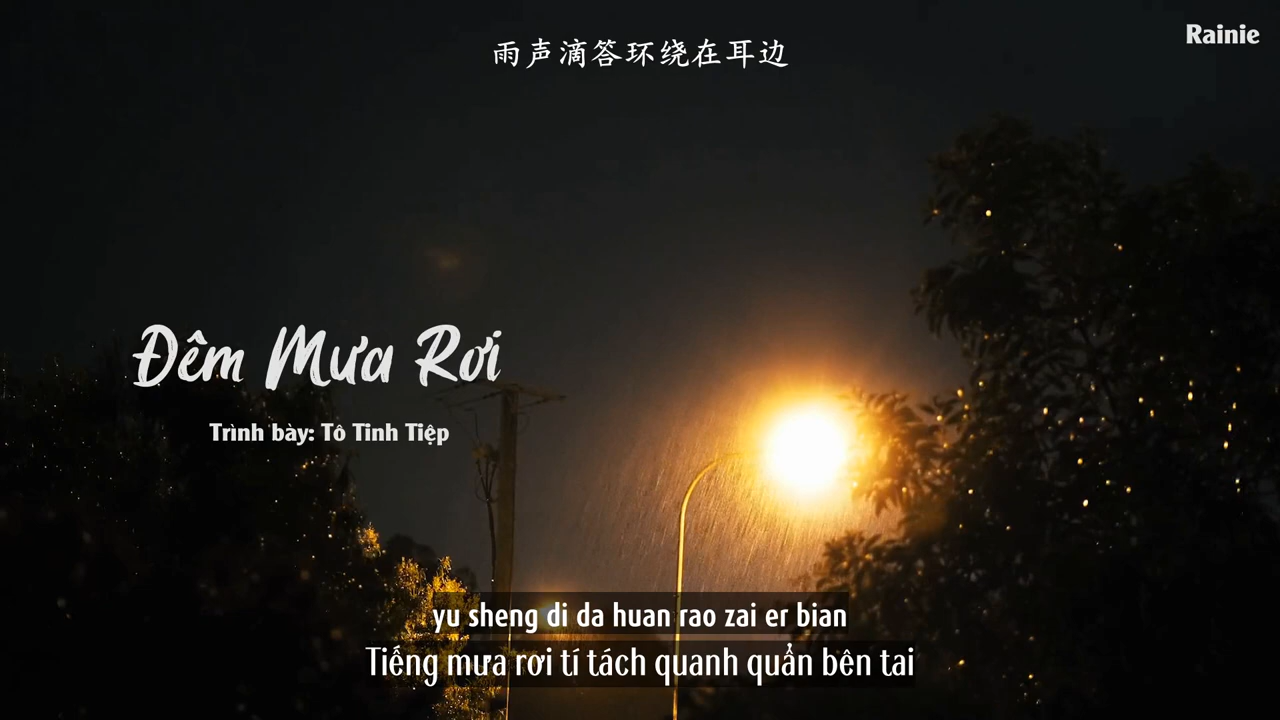 Rainie
雨声滴答环绕在耳边
Đêm Mưa Rơi
Trình bày: Tô Tinh Tiệp
yu sheng di da huan rao zai er bian
Tiếng mưa rơi tí tách quanh quẩn bên tai